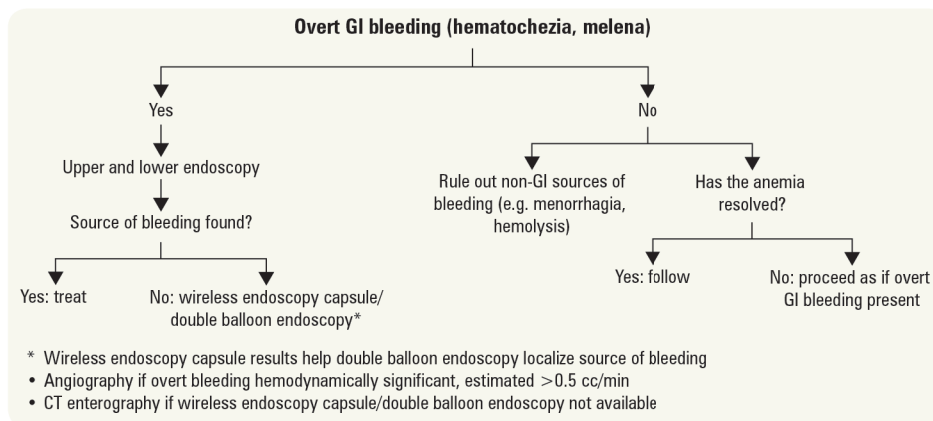 Overt GI bleeding (hematochezia, melena)
Yes
No
Upper and lower endoscopy
Source of bleeding found?
Yes: treat
No: wireless endoscopy capsule/
double balloon endoscopy*
Rule out non-GI sources of
bleeding (e.g. menorrhagia,
hemolysis)
Has the anemia
resolved?
Yes: follow
No: proceed as if overt
GI bleeding present
* Wireless endoscopy capsule results help double balloon endoscopy localize source of bleeding
• Angiography if overt bleeding hemodynamically significant, estimated >0.5 cc/min
• CT enterography if wireless endoscopy capsule/double balloon endoscopy not available